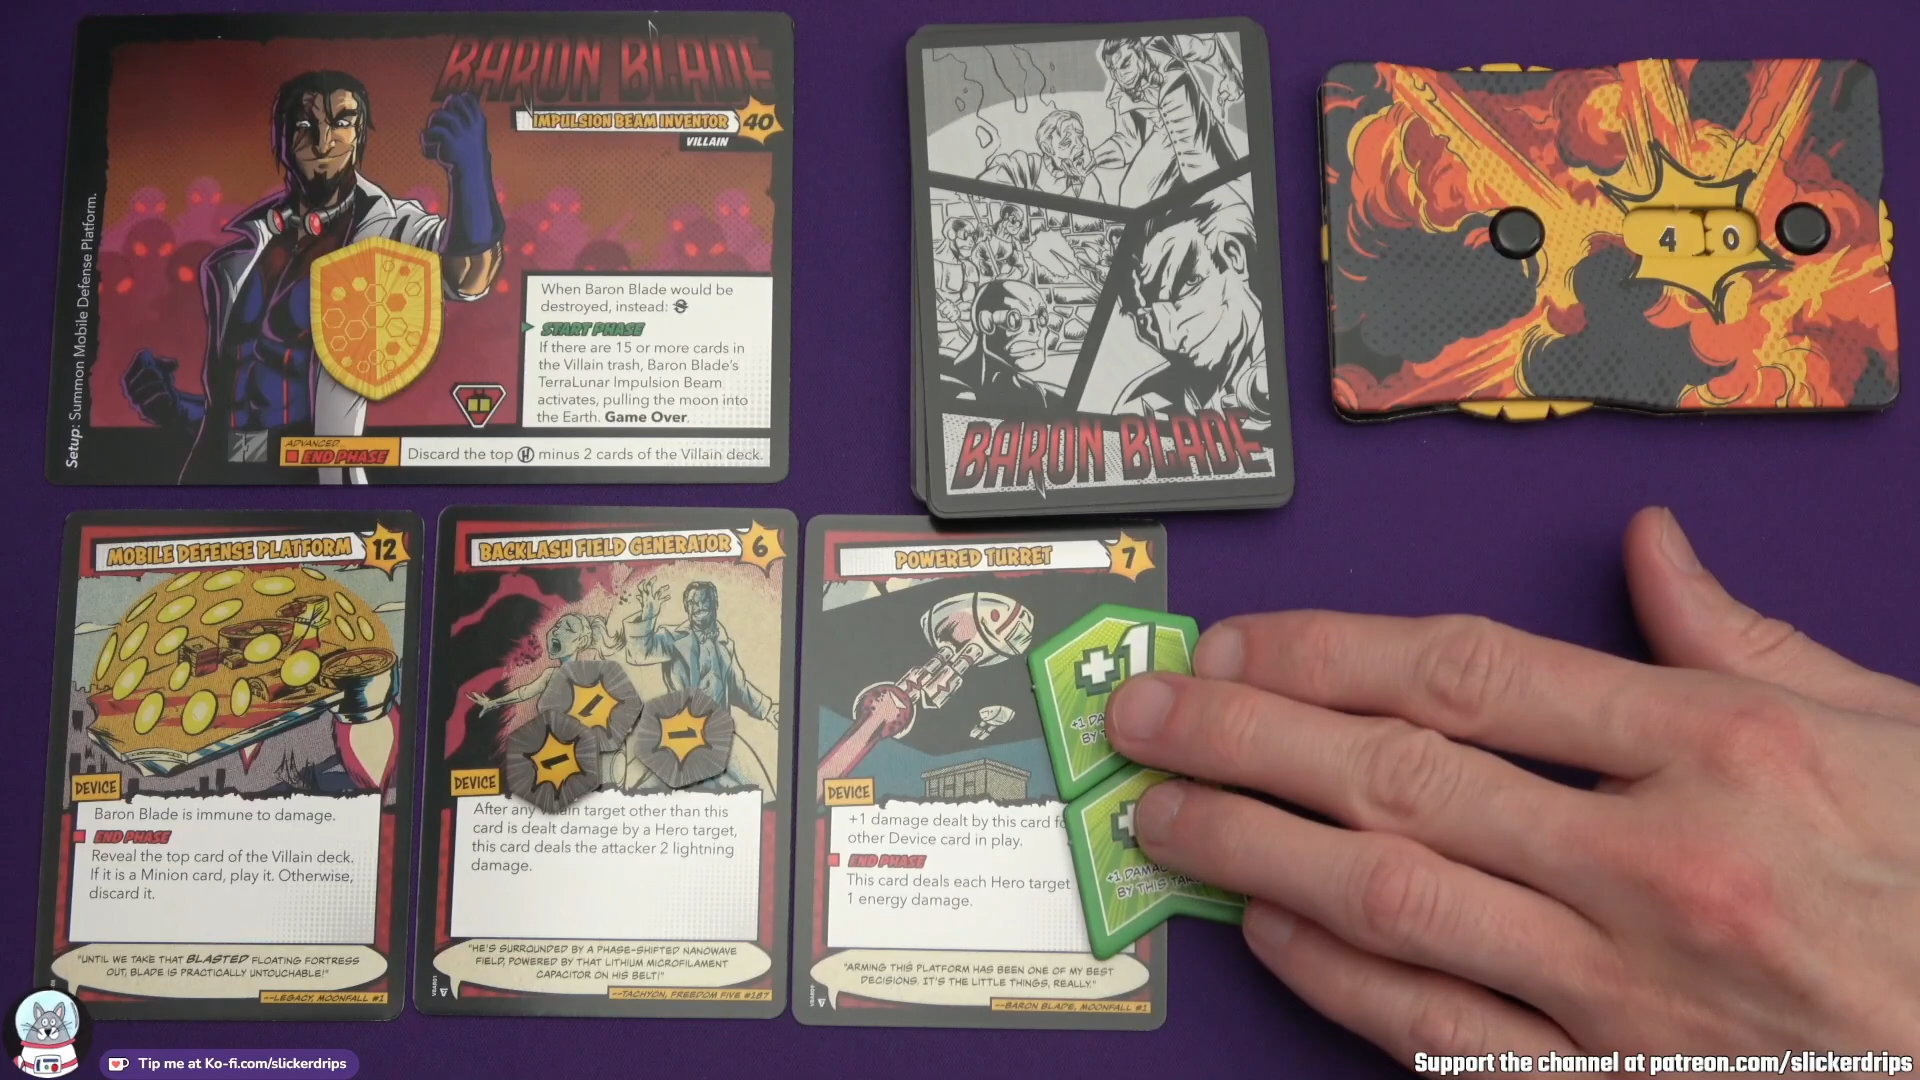 BARON BLADE
IMPULSION BEAM INVENTOR 40
VILLAIN
Setup: Summon Mobile Defense Platform.
When Baron Blade would be
destroyed, instead:
START PHASE
If there are 15 or more cards in
the Villain trash, Baron Blade's
TerraLunar Impulsion Beam
activates, pulling the moon into
the Earth. Game Over.
ADVANCED...
END PHASE
Discard the top H minus 2 cards of the Villain deck.
BARON BLADE
4 0
MOBILE DEFENSE PLATFORM 12
DEVICE
Baron Blade is immune to damage.
END PHASE
Reveal the top card of the Villain deck.
If it is a Minion card, play it. Otherwise,
discard it.
"UNTIL WE TAKE THAT BLASTED FLOATING FORTRESS
OUT, BLADE IS PRACTICALLY UNTOUCHABLE!"
--LEGACY, MOONFALL #1
BACKLASH FIELD GENERATOR 6
1
1
1
DEVICE
After any villain target other than this
card is dealt damage by a Hero target,
this card deals the attacker 2 lightning
damage.
"HE'S SURROUNDED BY A PHASE-SHIFTED NANOWAVE
FIELD, POWERED BY THAT LITHIUM MICROFILAMENT
CAPACITOR ON HIS BELT!"
--TACHYON, FREEDOM FIVE #187
POWERED TURRET 7
DEVICE
+1 damage dealt by this card
other Device card in play.
END PHASE
This card deals each Hero target
1 energy damage.
"ARMING THIS PLATFORM HAS BEEN ONE OF MY BEST
DECISIONS. IT'S THE LITTLE THINGS, REALLY."
--BARON BLADE, MOONFALL #1
+1
+1
BY
+1
BY THIS
Tip me at Ko-fi.com/slickerdrips
Support the channel at patreon.com/slickerdrips